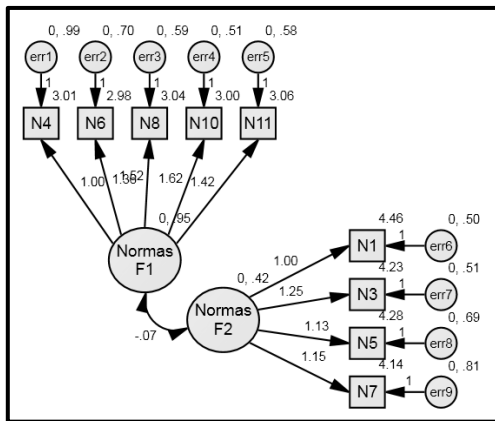 0, .99 0, .70 0, .59 0, .51 0, .58
err1 err2 err3 err4 err5
1 1 1 1 1
3.01 2.98 3.04 3.00 3.06
N4 N6 N8 N10 N11
1.00 1.52 1.62 1.42
0, .95
Normas
F1
-.07
0, .42
Normas
F2
1.00
1.25
1.13
1.15
4.46 0, .50
N1 1 err6
4.23 0, .51
N3 1 err7
4.28 0, .69
N5 1 err8
4.14 0, .81
N7 1 err9